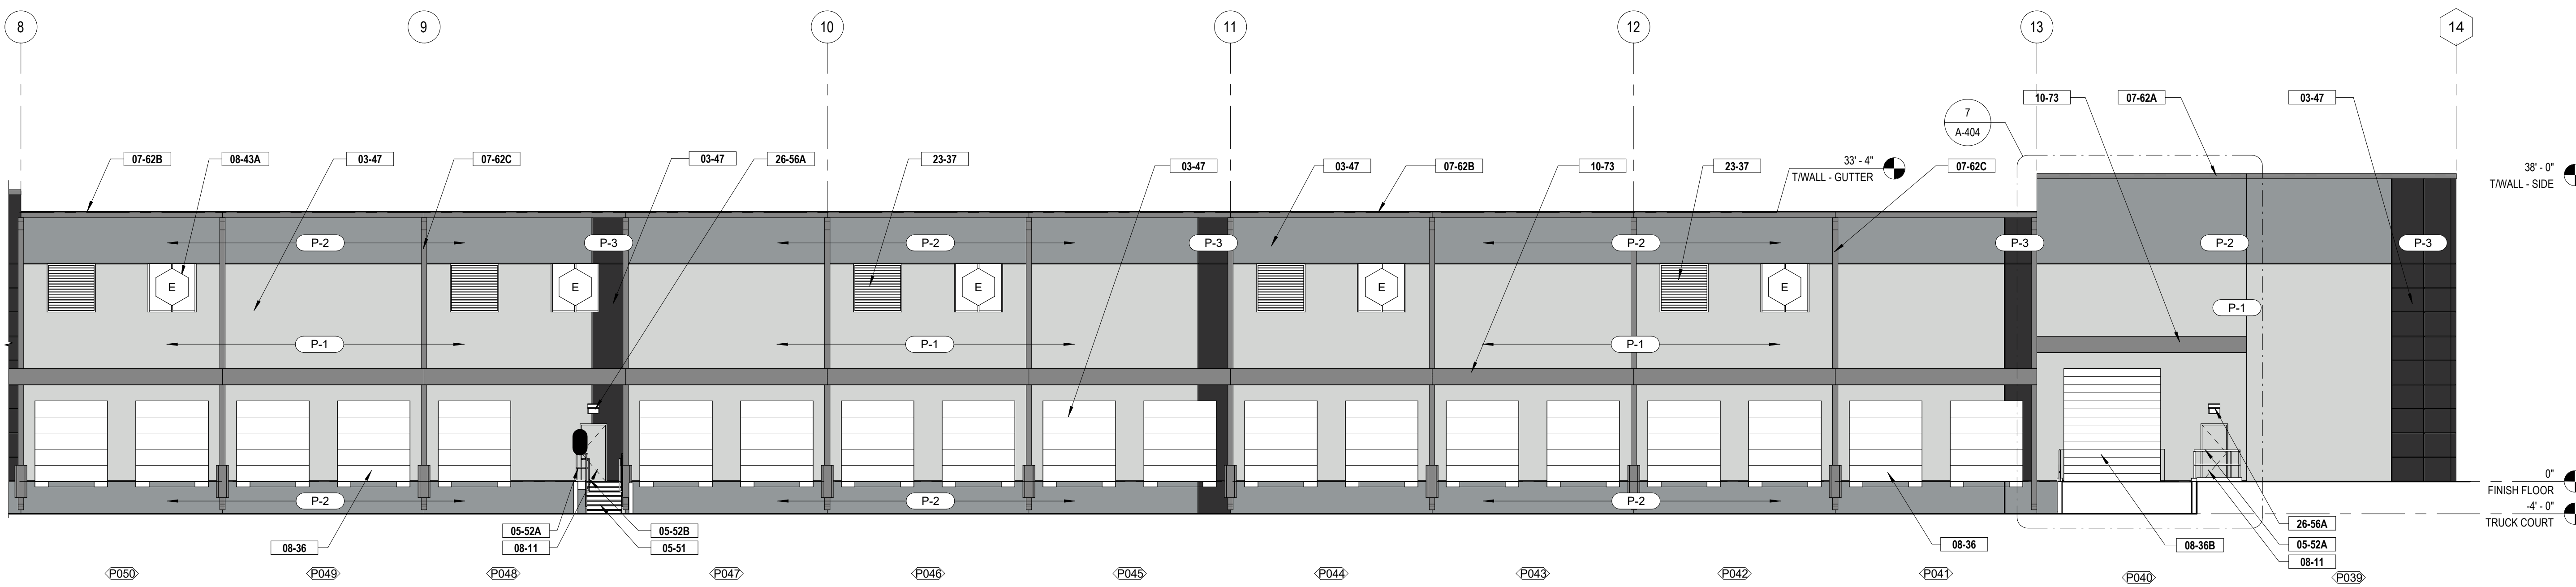 8
9
10
11
12
13
14
7
A-404
10-73
07-62A
03-47
07-62B
08-43A
03-47
07-62C
03-47
26-56A
23-37
03-47
03-47
07-62B
10-73
23-37
33' - 4"
T/WALL - GUTTER
07-62C
38' - 0"
T/WALL - SIDE
P-2
P-3
P-2
P-3
P-2
P-3
P-2
P-3
E
E
E
E
E
P-1
P-1
P-1
P-1
0"
FINISH FLOOR
-4' - 0"
TRUCK COURT
P-2
P-2
P-2
05-52A
08-11
05-52B
05-51
08-36
08-36
08-36B
26-56A
05-52A
08-11
P050
P049
P048
P047
P046
P045
P044
P043
P042
P041
P040
P039